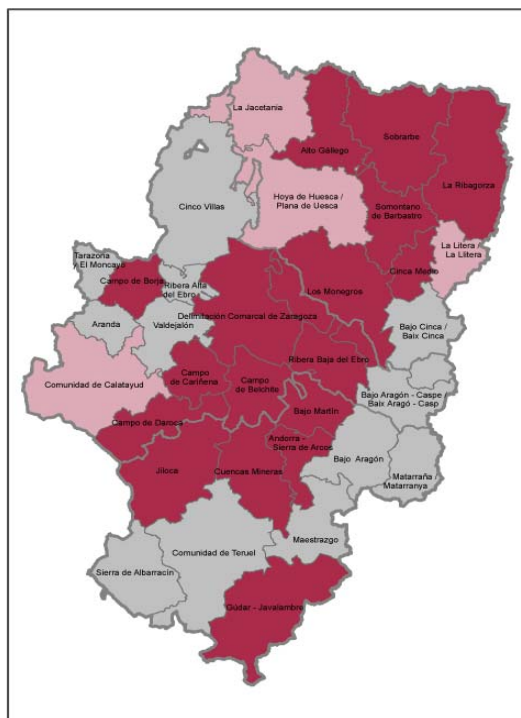 La Jacetania
Alto Gállego
Sobrarbe
La Ribagorza
Cinco Villas
Hoya de Huesca /
Plana de Uesca
Somontano
de Barbastro
La Litera /
La Llitera
Tarazona
y El Moncayo
Campo de Borja
Ribera Alta
del Ebro
Los Monegros
Cinca Medio
Aranda
Valdejalón
Delimitación Comarcal de Zaragoza
Bajo Cinca /
Baix Cinca
Ribera Baja del Ebro
Comunidad de Calatayud
Campo
de Cariñena
Campo
de Belchite
Bajo Aragón - Caspe /
Baix Aragó - Casp
Campo de Daroca
Bajo Martín
Jiloca
Cuencas Mineras
Andorra -
Sierra de Arcos
Bajo Aragón
Matarraña /
Matarranya
Maestrazgo
Comunidad de Teruel
Sierra de Albarracín
Gúdar - Javalambre